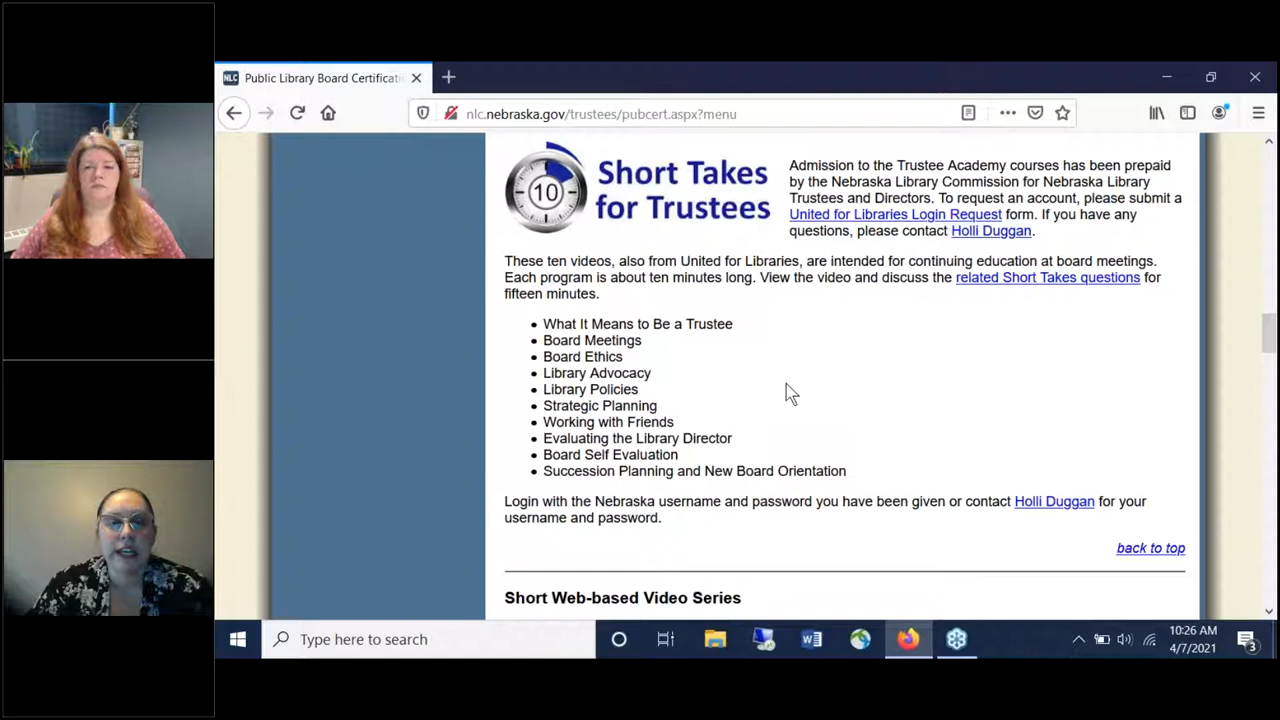 NLC Public Library Board Certificati
nlc.nebraska.gov/trustees/pubcert.aspx?menu
10
Short Takes
for Trustees
Admission to the Trustee Academy courses has been prepaid
by the Nebraska Library Commission for Nebraska Library
Trustees and Directors. To request an account, please submit a
United for Libraries Login Request form. If you have any
questions, please contact Holli Duggan.
These ten videos, also from United for Libraries, are intended for continuing education at board meetings.
Each program is about ten minutes long. View the video and discuss the related Short Takes questions for
fifteen minutes.
• What It Means to Be a Trustee
• Board Meetings
• Board Ethics
• Library Advocacy
• Library Policies
• Strategic Planning
• Working with Friends
• Evaluating the Library Director
• Board Self Evaluation
• Succession Planning and New Board Orientation
Login with the Nebraska username and password you have been given or contact Holli Duggan for your
username and password.
back to top
Short Web-based Video Series
Type here to search
10:26 AM
4/7/2021
3